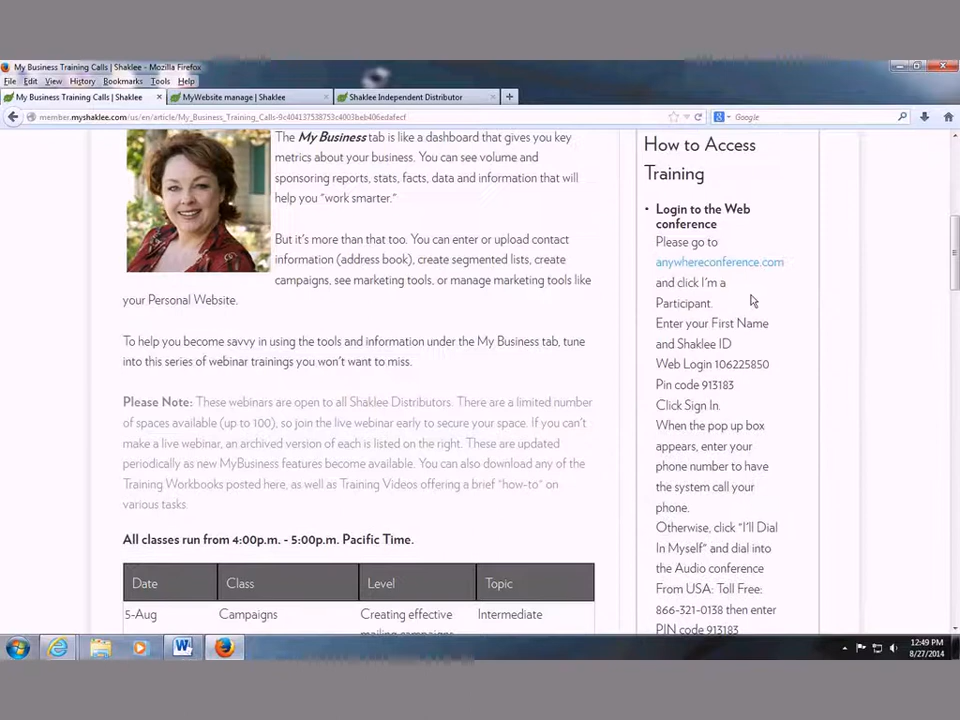 My Business Training Calls | Shaklee - Mozilla Firefox
File Edit View History Bookmarks Tools Help
My Business Training Calls | Shaklee × MyWebsite manage | Shaklee × Shaklee Independent Distributor × +
member.myshaklee.com/us/en/article/My_Business_Training_Calls-9c404137538753c4003beb406edafecf Google
The My Business tab is like a dashboard that gives you key
metrics about your business. You can see volume and
sponsoring reports, stats, facts, data and information that will
help you "work smarter."
But it's more than that too. You can enter or upload contact
information (address book), create segmented lists, create
campaigns, see marketing tools, or manage marketing tools like
your Personal Website.
To help you become savvy in using the tools and information under the My Business tab, tune
into this series of webinar trainings you won't want to miss.
Please Note: These webinars are open to all Shaklee Distributors. There are a limited number
of spaces available (up to 100), so join the live webinar early to secure your space. If you can't
make a live webinar, an archived version of each is listed on the right. These are updated
periodically as new MyBusiness features become available. You can also download any of the
Training Workbooks posted here, as well as Training Videos offering a brief "how-to" on
various tasks.
All classes run from 4:00p.m. - 5:00p.m. Pacific Time.
Date Class Level Topic
5-Aug Campaigns Creating effective Intermediate
mailing campaigns
How to Access
Training
• Login to the Web
conference
Please go to
anywhereconference.com
and click I'm a
Participant.
Enter your First Name
and Shaklee ID
Web Login 106225850
Pin code 913183
Click Sign In.
When the pop up box
appears, enter your
phone number to have
the system call your
phone.
Otherwise, click "I'll Dial
In Myself" and dial into
the Audio conference
From USA: Toll Free:
866-321-0138 then enter
PIN code 913183
12:49 PM
8/27/2014